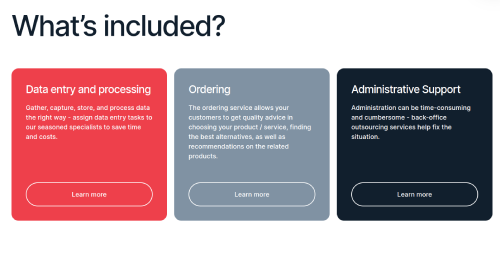 What's included?
Data entry and processing
Gather, capture, store, and process data
the right way - assign data entry tasks to
our seasoned specialists to save time
and costs.
Learn more
Ordering
The ordering service allows your
customers to get quality advice in
choosing your product / service, finding
the best alternatives, as well as
recommendations on the related
products.
Learn more
Administrative Support
Administration can be time-consuming
and cumbersome - back-office
outsourcing services help fix the
situation.
Learn more